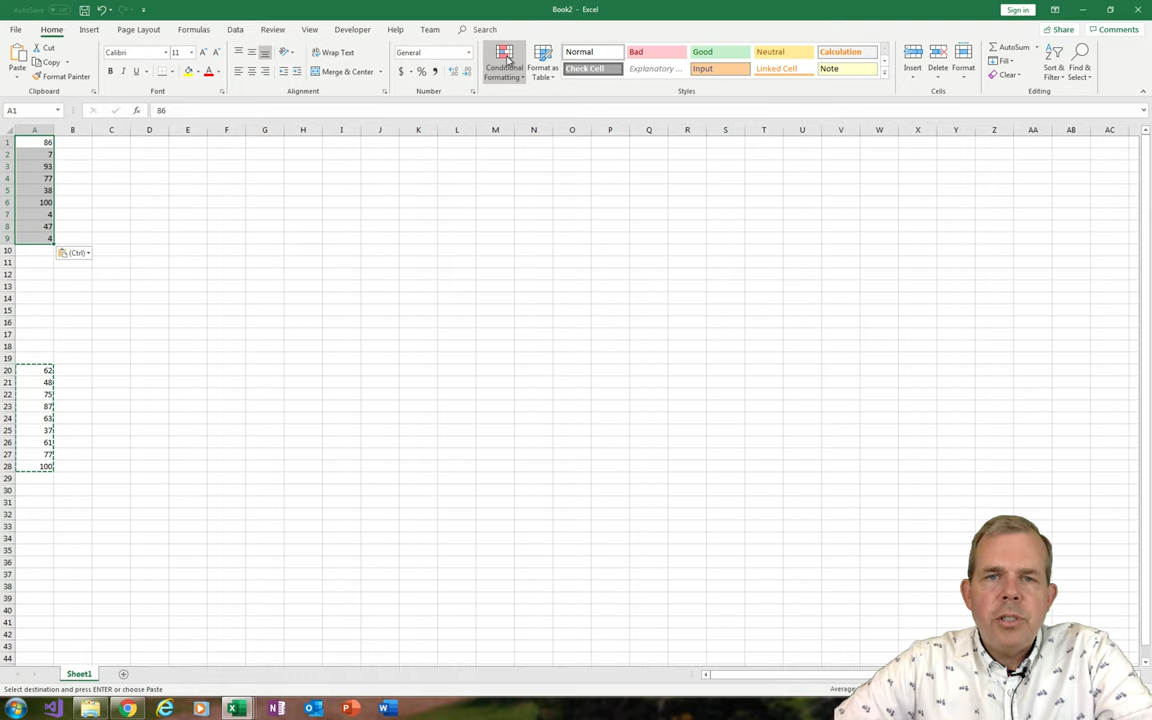 AutoSave Off
Book2 - Excel
Sign in
File Home Insert Page Layout Formulas Data Review View Developer Help Team Search
Share Comments
Paste
Cut
Copy
Format Painter
Clipboard
Calibri 11
B I U
Font
Wrap Text
Merge & Center
Alignment
General
$ % ,
Number
Conditional Formatting
Format as Table
Normal Bad Good Neutral Calculation
Check Cell Explanatory ... Input Linked Cell Note
Styles
Insert Delete Format
Cells
AutoSum
Fill
Clear
Sort & Filter
Find & Select
Editing
A1 fx 86
A B C D E F G H I J K L M N O P Q R S T U V W X Y Z AA AB AC
1 86
2 7
3 93
4 77
5 38
6 100
7 4
8 47
9 4
10 (Ctrl)
11
12
13
14
15
16
17
18
19
20 62
21 48
22 75
23 87
24 63
25 37
26 61
27 77
28 100
29
30
31
32
33
34
35
36
37
38
39
40
41
42
43
44
Sheet1
Select destination and press ENTER or choose Paste
Average